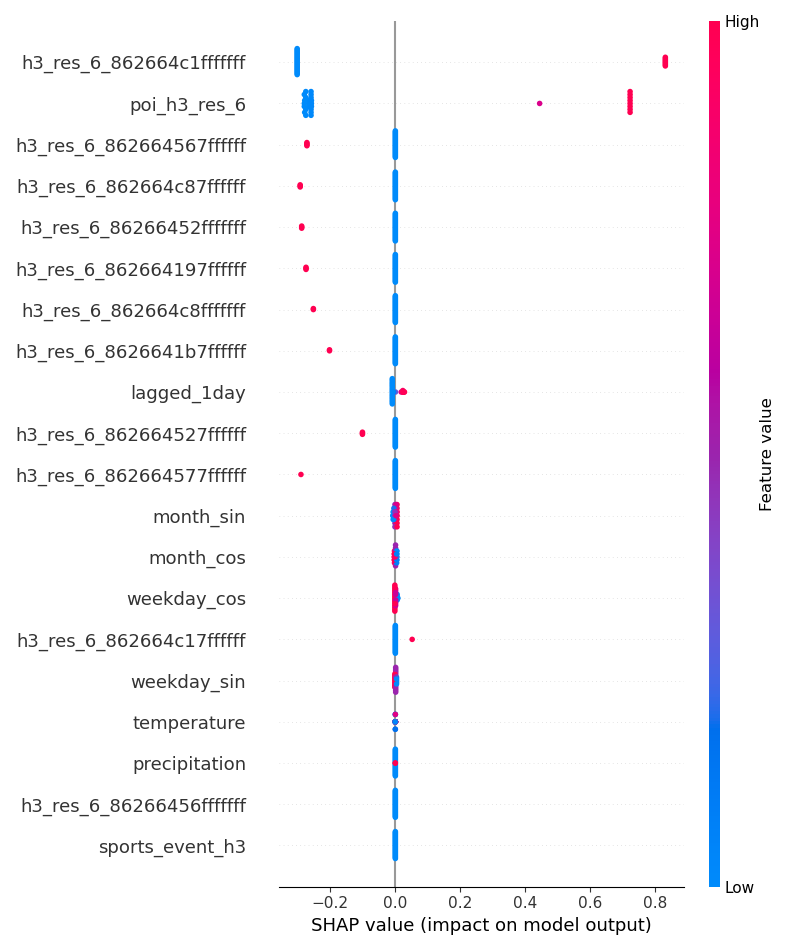 High
h3_res_6_862664c1fffffff
poi_h3_res_6
h3_res_6_862664567ffffff
h3_res_6_862664c87ffffff
h3_res_6_86266452fffffff
h3_res_6_862664197ffffff
h3_res_6_862664c8fffffff
h3_res_6_8626641b7ffffff
lagged_1day
h3_res_6_862664527ffffff
h3_res_6_862664577ffffff
month_sin
month_cos
weekday_cos
h3_res_6_862664c17ffffff
weekday_sin
temperature
precipitation
h3_res_6_86266456fffffff
sports_event_h3
Feature value
Low
−0.2 0.0 0.2 0.4 0.6 0.8
SHAP value (impact on model output)